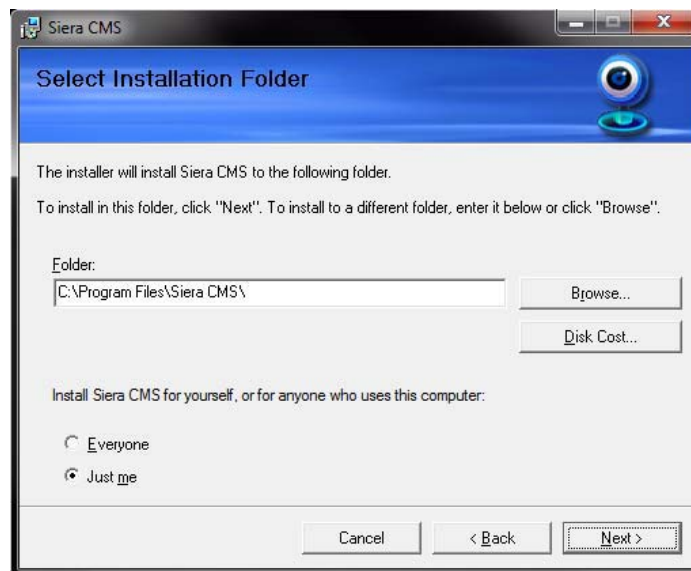 Siera CMS
Select Installation Folder
The installer will install Siera CMS to the following folder.
To install in this folder, click "Next". To install to a different folder, enter it below or click "Browse".
Folder:
C:\Program Files\Siera CMS\
Browse...
Disk Cost...
Install Siera CMS for yourself, or for anyone who uses this computer:
Everyone
Just me
Cancel
< Back
Next >